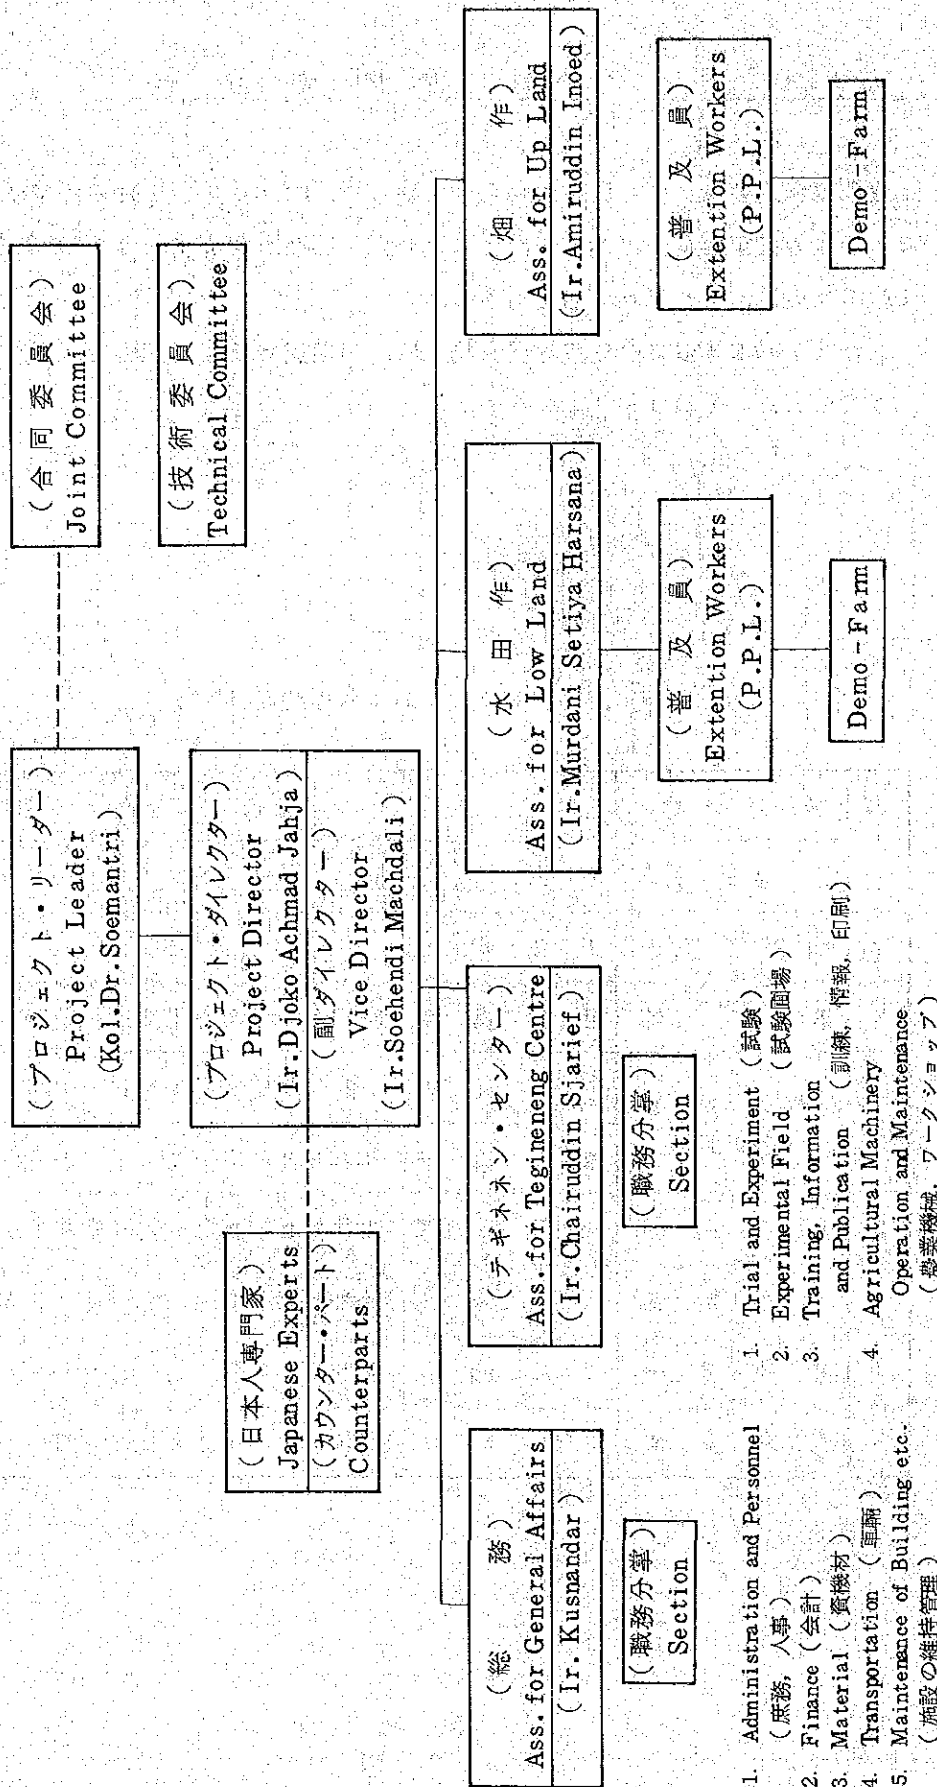 (プロジェクト・リーダー)
Project Leader
(Kol.Dr.Soemantri)
(合同委員会)
Joint Committee
(技術委員会)
Technical Committee
(プロジェクト・ダイレクター)
Project Director
(Ir.Djoko Achmad Jahja)
(副ダイレクター)
Vice Director
(Ir.Soehendi Machdali)
(日本人専門家)
Japanese Experts
(カウンター・パート)
Counterparts
(総務)
Ass. for General Affairs
(Ir. Kusnandar)
(テギネネン・センター)
Ass. for Tegineneng Centre
(Ir. Chairuddin Sjarief)
(水田作)
Ass. for Low Land
(Ir.Murdani Setiya Harsana)
(畑作)
Ass. for Up Land
(Ir.Amiruddin Inoed)
(職務分掌)
Section
(職務分掌)
Section
(普及員)
Extention Workers
(P.P.L.)
(普及員)
Extention Workers
(P.P.L.)
Demo-Farm
Demo-Farm
1. Administration and Personnel
(庶務, 人事)
2. Finance (会計)
3. Material (資機材)
4. Transportation (車輛)
5. Maintenance of Building etc.
(施設の維持管理)
1. Trial and Experiment (試験)
2. Experimental Field (試験圃場)
3. Training, Information
and Publication (訓練, 情報, 印刷)
4. Agricultural Machinery
Operation and Maintenance
(農業機械, ワークショップ)